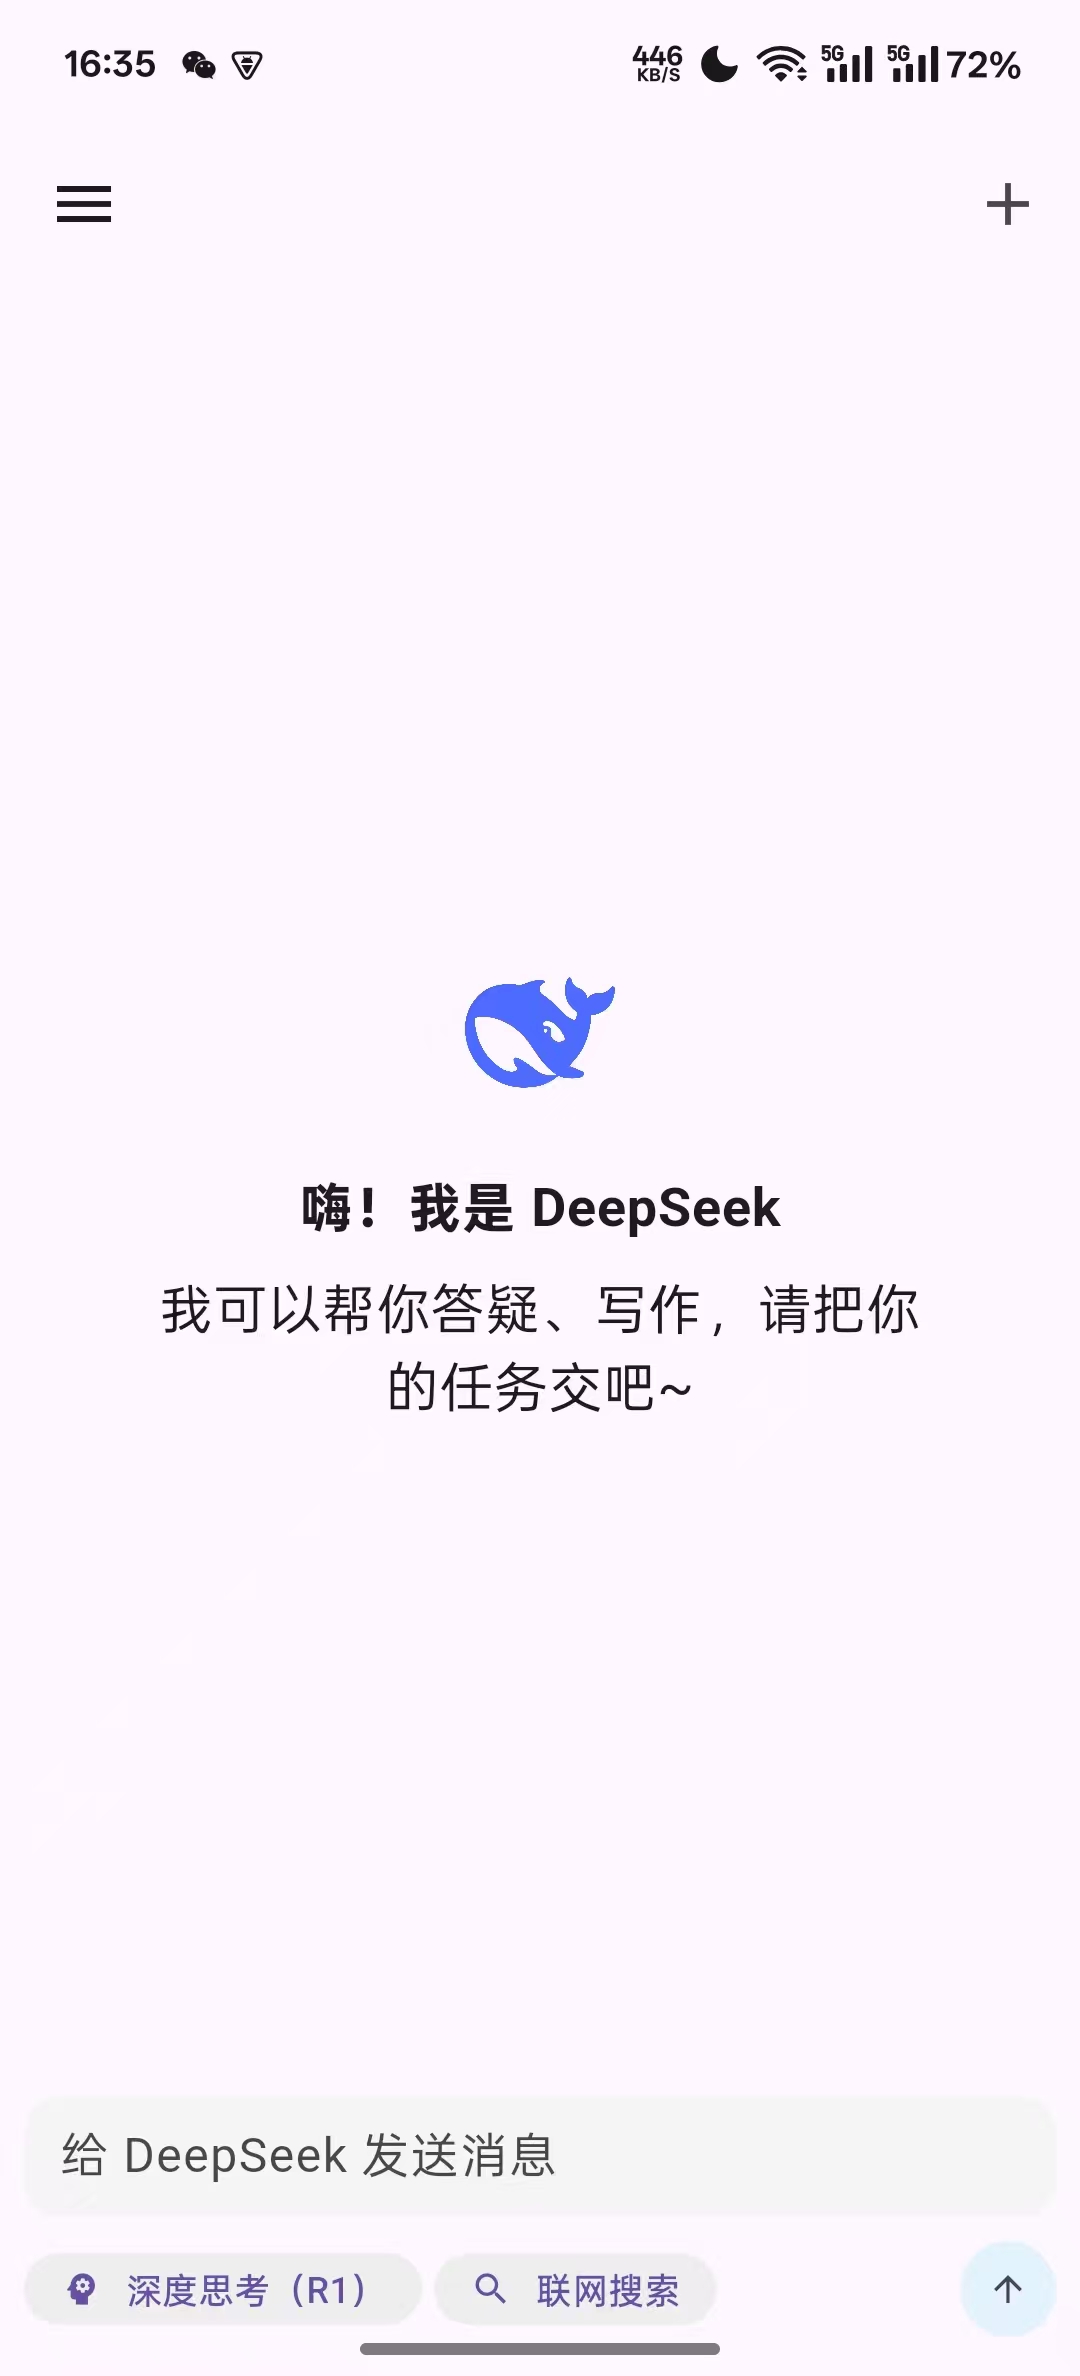 16:35
446 KB/S 5G 5G 72%
嗨！我是 DeepSeek
我可以帮你答疑、写作，请把你
的任务交吧~
给 DeepSeek 发送消息
深度思考（R1） 联网搜索